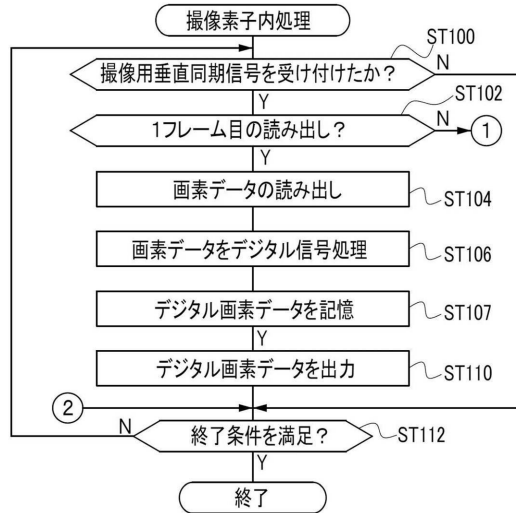 撮像素子内処理
ST100
撮像用垂直同期信号を受け付けたか？
N
Y
ST102
1フレーム目の読み出し？
N
①
Y
画素データの読み出し
ST104
画素データをデジタル信号処理
ST106
デジタル画素データを記憶
ST107
Y
デジタル画素データを出力
ST110
②
N
終了条件を満足？
ST112
Y
終了